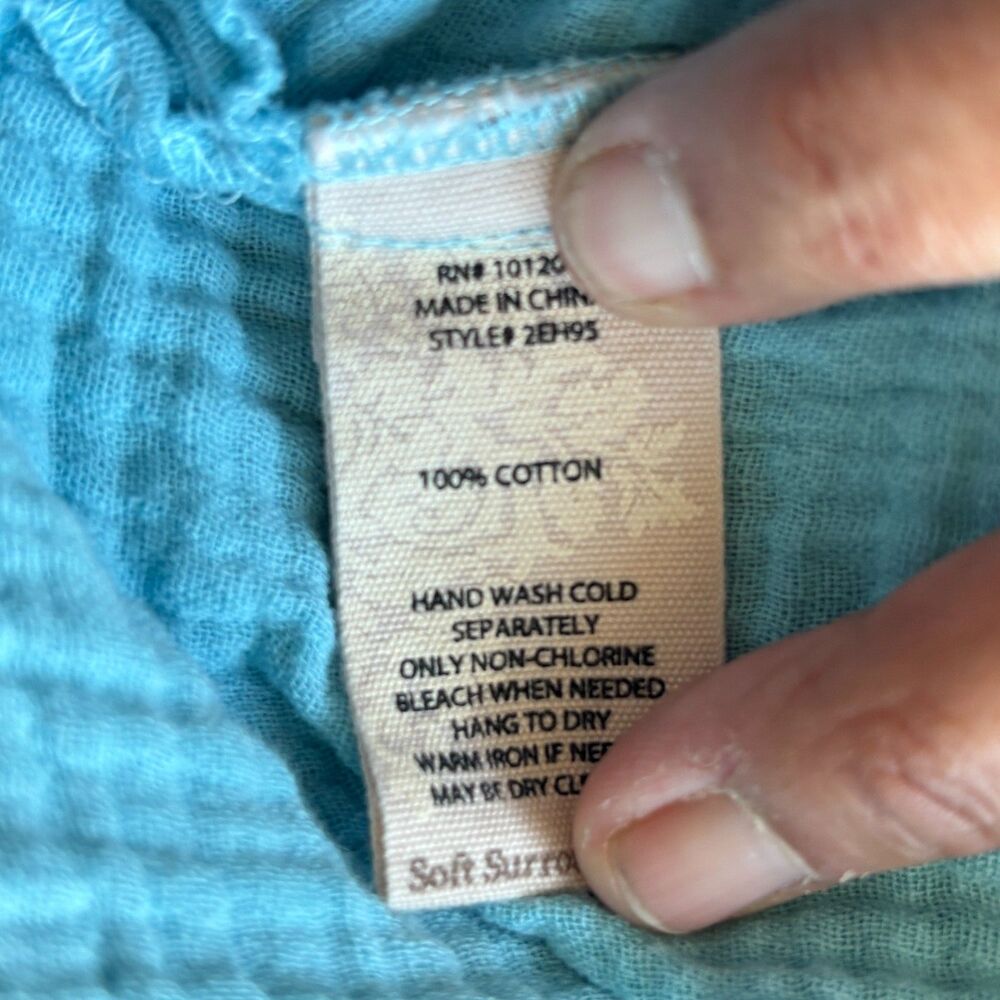 RN# 10120
MADE IN CHIN
STYLE# 2EH95
100% COTTON
HAND WASH COLD
SEPARATELY
ONLY NON-CHLORINE
BLEACH WHEN NEEDED
HANG TO DRY
WARM IRON IF NEE
MAY BE DRY CLE
Soft Surro